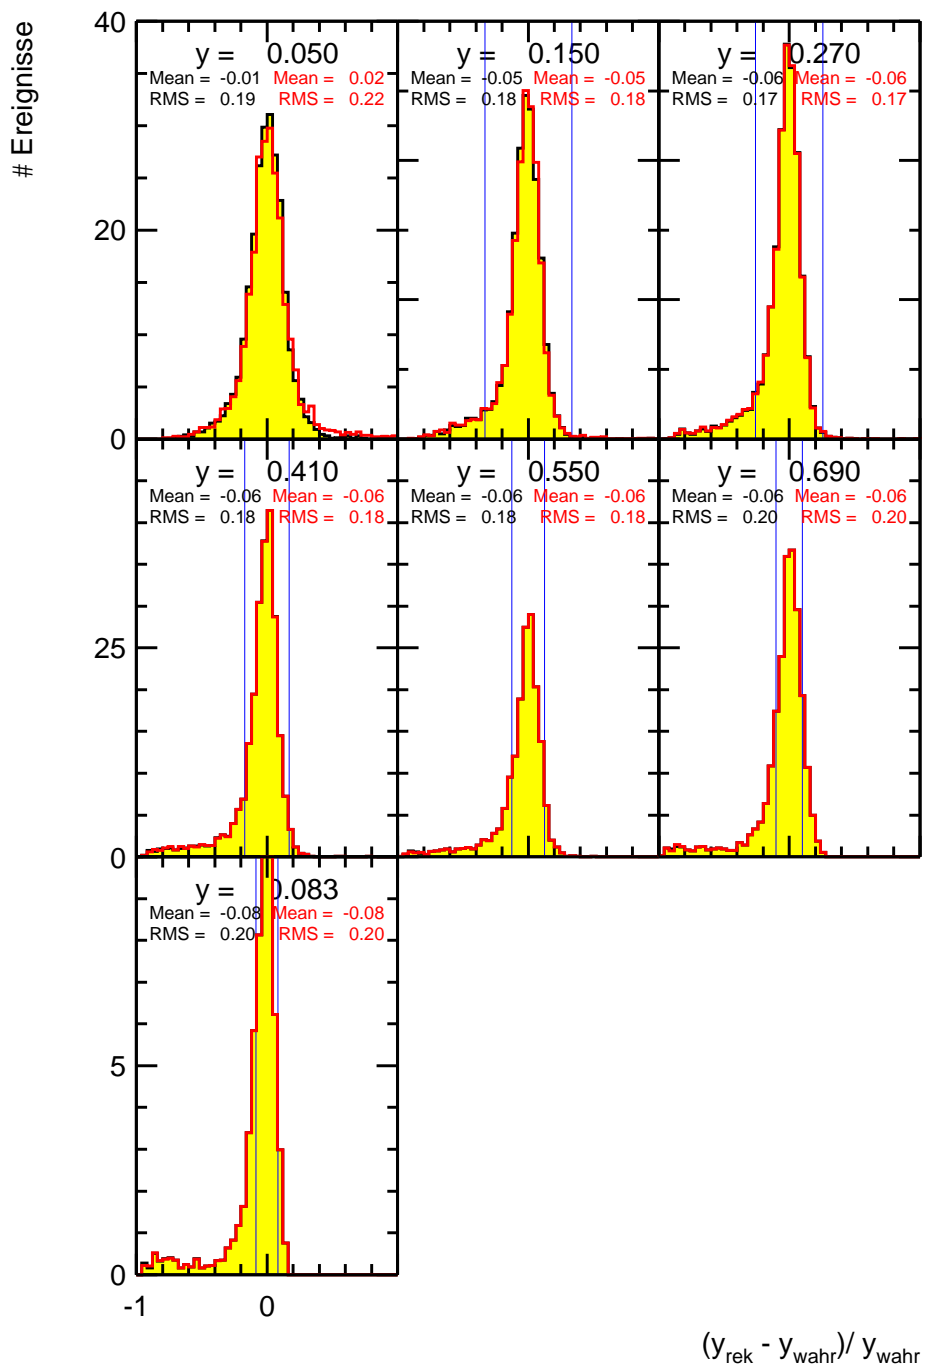 # Ereignisse
40
y = 0.050 y = 0.150 y = 0.270
Mean = -0.01 Mean = 0.02 Mean = -0.05 Mean = -0.05 Mean = -0.06 Mean = -0.06
RMS = 0.19 RMS = 0.22 RMS = 0.18 RMS = 0.18 RMS = 0.17 RMS = 0.17
30
20
10
0
y = 0.410 y = 0.550 y = 0.690
Mean = -0.06 Mean = -0.06 Mean = -0.06 Mean = -0.06 Mean = -0.06 Mean = -0.06
RMS = 0.18 RMS = 0.18 RMS = 0.18 RMS = 0.18 RMS = 0.20 RMS = 0.20
25
0
y = 0.083
Mean = -0.08 Mean = -0.08
RMS = 0.20 RMS = 0.20
5
0
-1 0
(y_rek - y_wahr)/ y_wahr